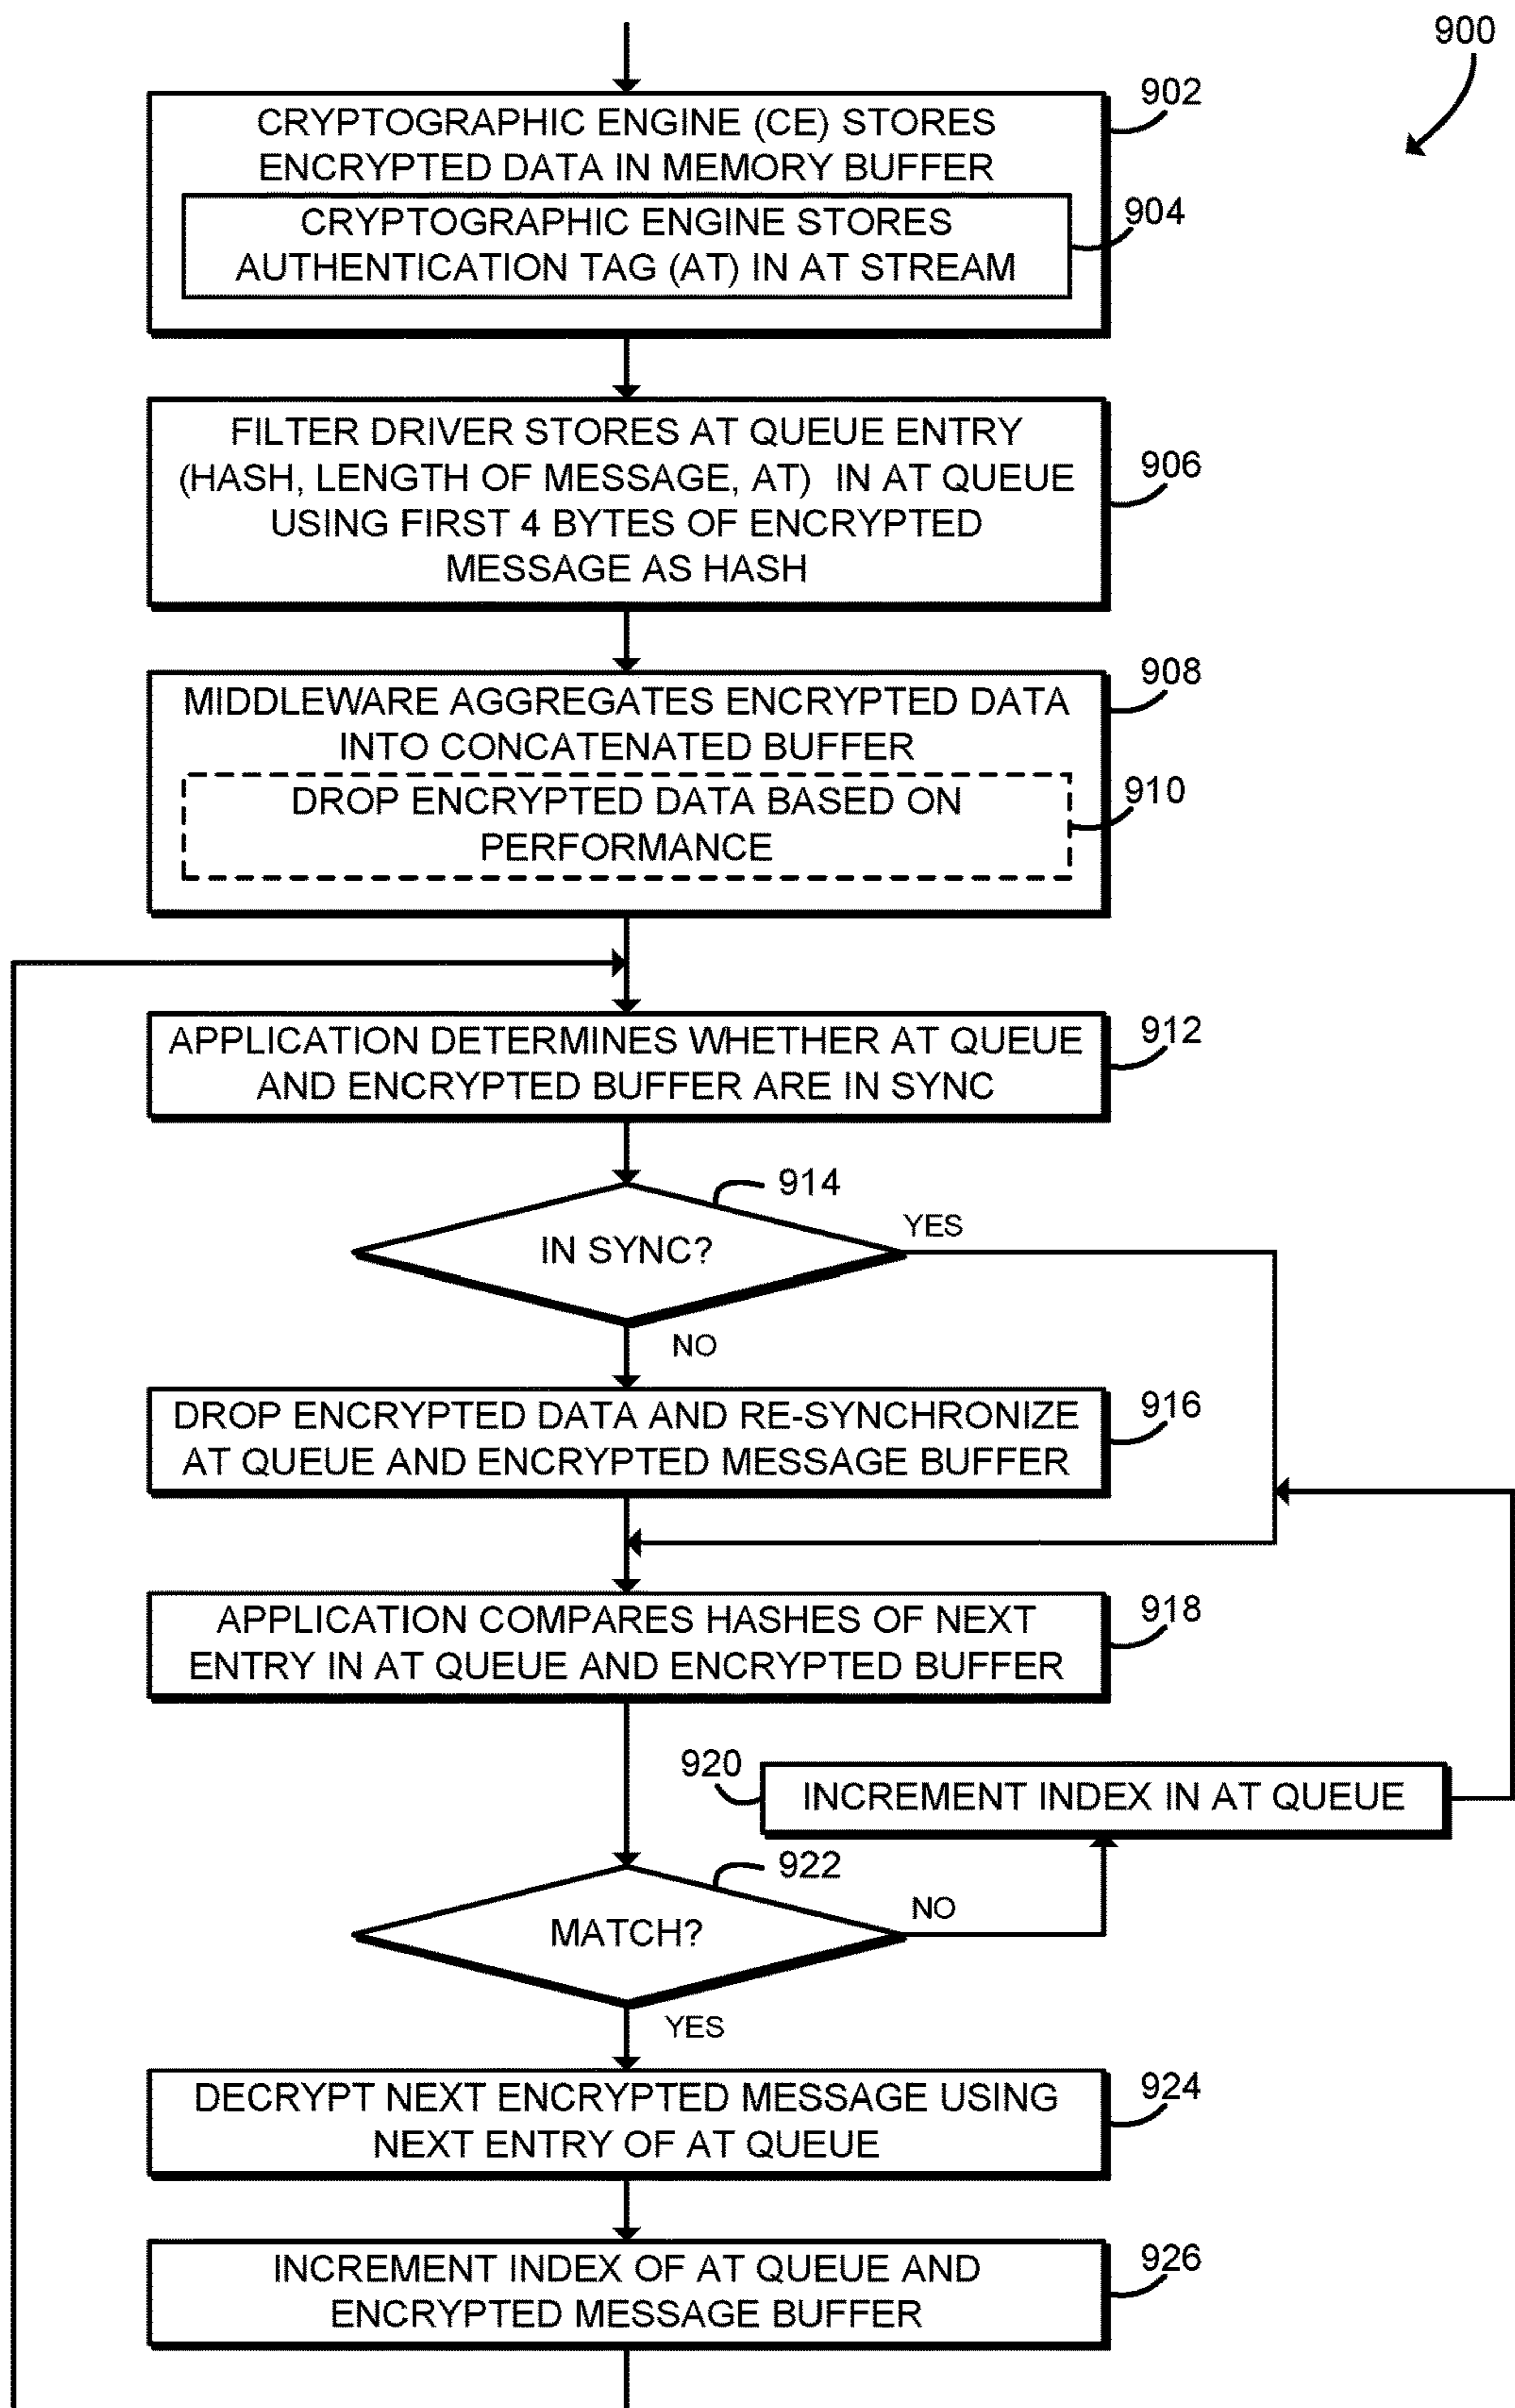 900
902
CRYPTOGRAPHIC ENGINE (CE) STORES
ENCRYPTED DATA IN MEMORY BUFFER
904
CRYPTOGRAPHIC ENGINE STORES
AUTHENTICATION TAG (AT) IN AT STREAM
FILTER DRIVER STORES AT QUEUE ENTRY
906
(HASH, LENGTH OF MESSAGE, AT) IN AT QUEUE
USING FIRST 4 BYTES OF ENCRYPTED
MESSAGE AS HASH
908
MIDDLEWARE AGGREGATES ENCRYPTED DATA
INTO CONCATENATED BUFFER
910
DROP ENCRYPTED DATA BASED ON
PERFORMANCE
912
APPLICATION DETERMINES WHETHER AT QUEUE
AND ENCRYPTED BUFFER ARE IN SYNC
914
YES
IN SYNC?
NO
916
DROP ENCRYPTED DATA AND RE-SYNCHRONIZE
AT QUEUE AND ENCRYPTED MESSAGE BUFFER
918
APPLICATION COMPARES HASHES OF NEXT
ENTRY IN AT QUEUE AND ENCRYPTED BUFFER
920
INCREMENT INDEX IN AT QUEUE
922
NO
MATCH?
YES
924
DECRYPT NEXT ENCRYPTED MESSAGE USING
NEXT ENTRY OF AT QUEUE
926
INCREMENT INDEX OF AT QUEUE AND
ENCRYPTED MESSAGE BUFFER